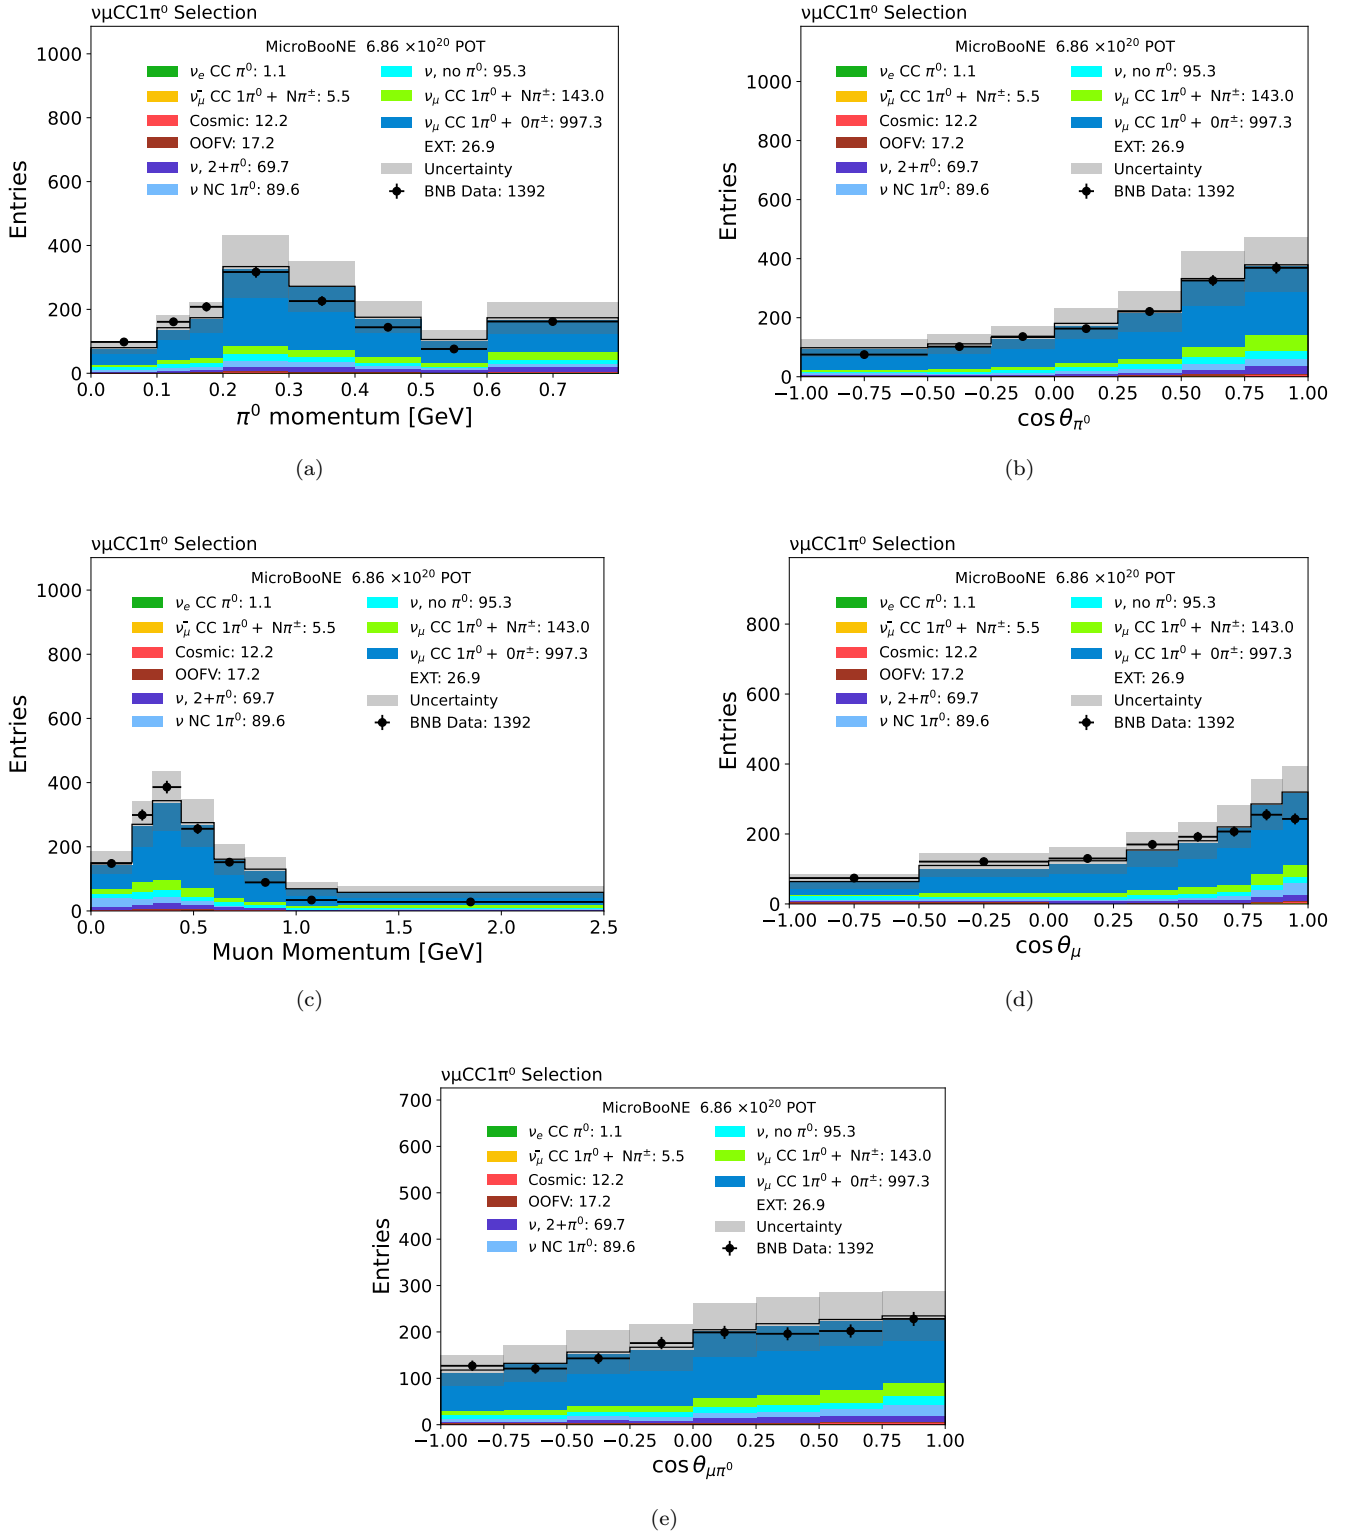 νμCC1π⁰ Selection
MicroBooNE 6.86 ×10²⁰ POT
νₑ CC π⁰: 1.1
ν̄_μ CC 1π⁰ + Nπ^±: 5.5
Cosmic: 12.2
OOFV: 17.2
ν, 2+π⁰: 69.7
ν NC 1π⁰: 89.6
ν, no π⁰: 95.3
ν_μ CC 1π⁰ + Nπ^±: 143.0
ν_μ CC 1π⁰ + 0π^±: 997.3
EXT: 26.9
Uncertainty
BNB Data: 1392
Entries
1000
800
600
400
200
0
0.0 0.1 0.2 0.3 0.4 0.5 0.6 0.7
π⁰ momentum [GeV]
(a)
νμCC1π⁰ Selection
MicroBooNE 6.86 ×10²⁰ POT
νₑ CC π⁰: 1.1
ν̄_μ CC 1π⁰ + Nπ^±: 5.5
Cosmic: 12.2
OOFV: 17.2
ν, 2+π⁰: 69.7
ν NC 1π⁰: 89.6
ν, no π⁰: 95.3
ν_μ CC 1π⁰ + Nπ^±: 143.0
ν_μ CC 1π⁰ + 0π^±: 997.3
EXT: 26.9
Uncertainty
BNB Data: 1392
Entries
1000
800
600
400
200
0
−1.00 −0.75 −0.50 −0.25 0.00 0.25 0.50 0.75 1.00
cos θ_π⁰
(b)
νμCC1π⁰ Selection
MicroBooNE 6.86 ×10²⁰ POT
νₑ CC π⁰: 1.1
ν̄_μ CC 1π⁰ + Nπ^±: 5.5
Cosmic: 12.2
OOFV: 17.2
ν, 2+π⁰: 69.7
ν NC 1π⁰: 89.6
ν, no π⁰: 95.3
ν_μ CC 1π⁰ + Nπ^±: 143.0
ν_μ CC 1π⁰ + 0π^±: 997.3
EXT: 26.9
Uncertainty
BNB Data: 1392
Entries
1000
800
600
400
200
0
0.0 0.5 1.0 1.5 2.0 2.5
Muon Momentum [GeV]
(c)
νμCC1π⁰ Selection
MicroBooNE 6.86 ×10²⁰ POT
νₑ CC π⁰: 1.1
ν̄_μ CC 1π⁰ + Nπ^±: 5.5
Cosmic: 12.2
OOFV: 17.2
ν, 2+π⁰: 69.7
ν NC 1π⁰: 89.6
ν, no π⁰: 95.3
ν_μ CC 1π⁰ + Nπ^±: 143.0
ν_μ CC 1π⁰ + 0π^±: 997.3
EXT: 26.9
Uncertainty
BNB Data: 1392
Entries
800
600
400
200
0
−1.00 −0.75 −0.50 −0.25 0.00 0.25 0.50 0.75 1.00
cos θ_μ
(d)
νμCC1π⁰ Selection
MicroBooNE 6.86 ×10²⁰ POT
νₑ CC π⁰: 1.1
ν̄_μ CC 1π⁰ + Nπ^±: 5.5
Cosmic: 12.2
OOFV: 17.2
ν, 2+π⁰: 69.7
ν NC 1π⁰: 89.6
ν, no π⁰: 95.3
ν_μ CC 1π⁰ + Nπ^±: 143.0
ν_μ CC 1π⁰ + 0π^±: 997.3
EXT: 26.9
Uncertainty
BNB Data: 1392
Entries
700
600
500
400
300
200
100
0
−1.00 −0.75 −0.50 −0.25 0.00 0.25 0.50 0.75 1.00
cos θ_μπ⁰
(e)